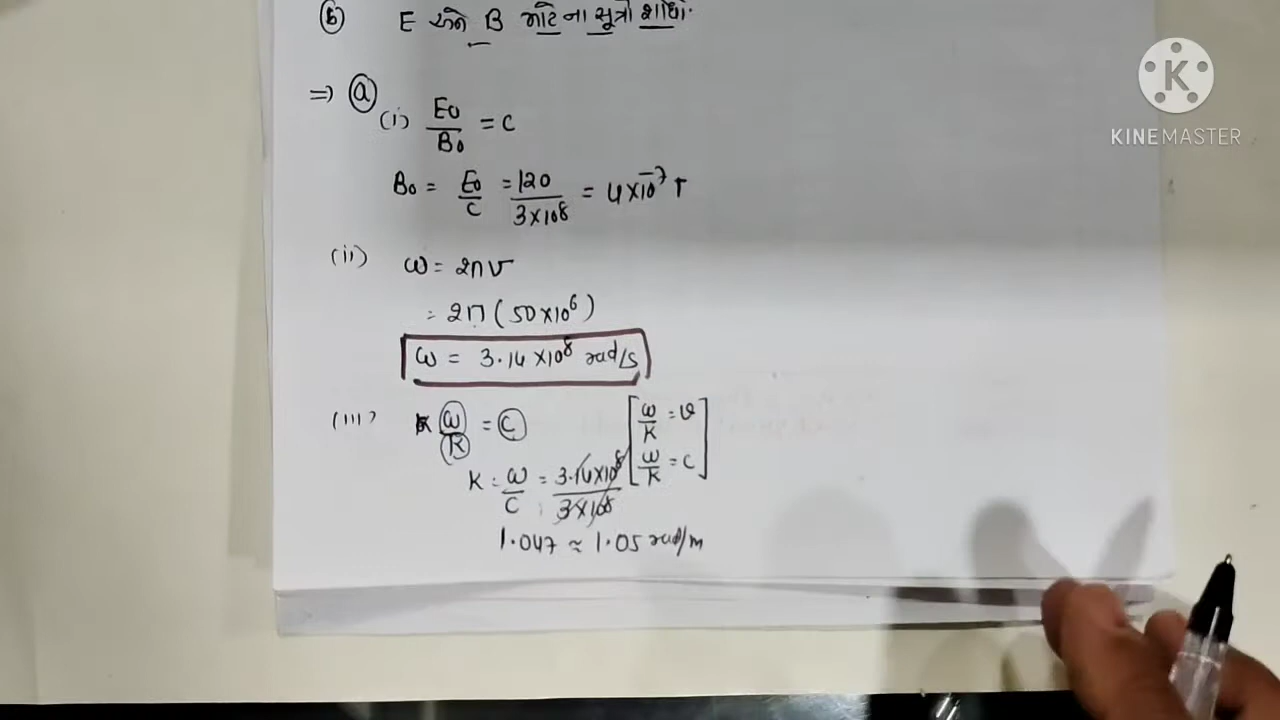 (b) E અને B માટે ના સૂત્રો શોધો.
⇒ (a)
(i) E0/B0 = c
B0 = E0/c = 120/3×10^8 = 4×10^-7 T
(ii) ω = 2πν
= 2π(50×10^6)
ω = 3.14×10^8 rad/s
(iii) ω/k = c [ω/k = v
ω/k = c]
K = ω/c = 3.14×10^8/3×10^8
1.047 ≈ 1.05 rad/m
K
KINEMASTER